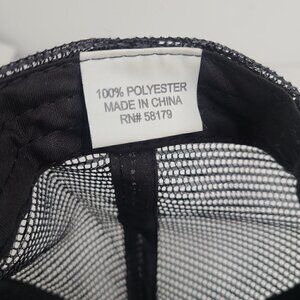 100% POLYESTER
MADE IN CHINA
RN# 58179